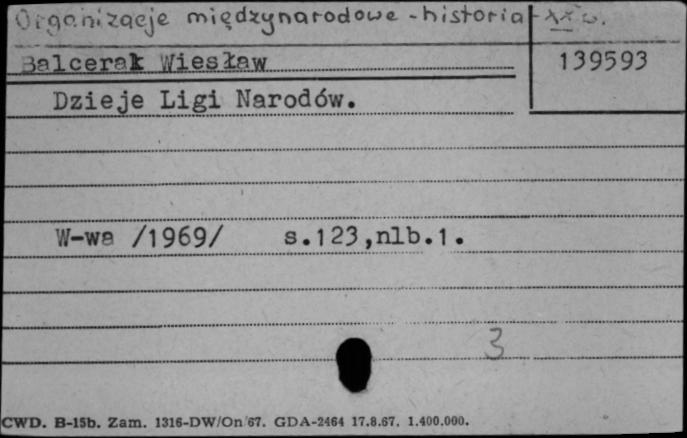 Organizacje międzynarodowe - historia - XX w.
Balcerak Wiesław
139593
Dzieje Ligi Narodów.
W-wa /1969/ s.123,nlb.1.
3
CWD. B-15b. Zam. 1316-DW/On/67. GDA-2464 17.8.67. 1.400.000.